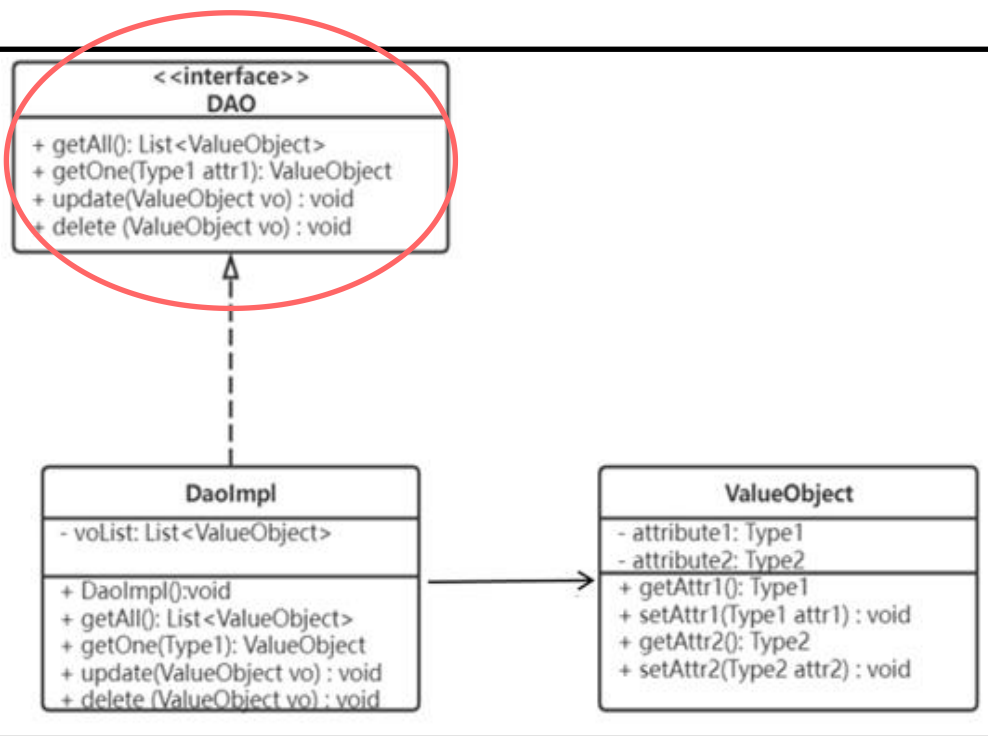 <<interface>>
DAO
+ getAll(): List<ValueObject>
+ getOne(Type1 attr1): ValueObject
+ update(ValueObject vo) : void
+ delete (ValueObject vo) : void
DaoImpl
- voList: List<ValueObject>
+ DaoImpl():void
+ getAll(): List<ValueObject>
+ getOne(Type1): ValueObject
+ update(ValueObject vo) : void
+ delete (ValueObject vo) : void
ValueObject
- attribute1: Type1
- attribute2: Type2
+ getAttr1(): Type1
+ setAttr1(Type1 attr1) : void
+ getAttr2(): Type2
+ setAttr2(Type2 attr2) : void